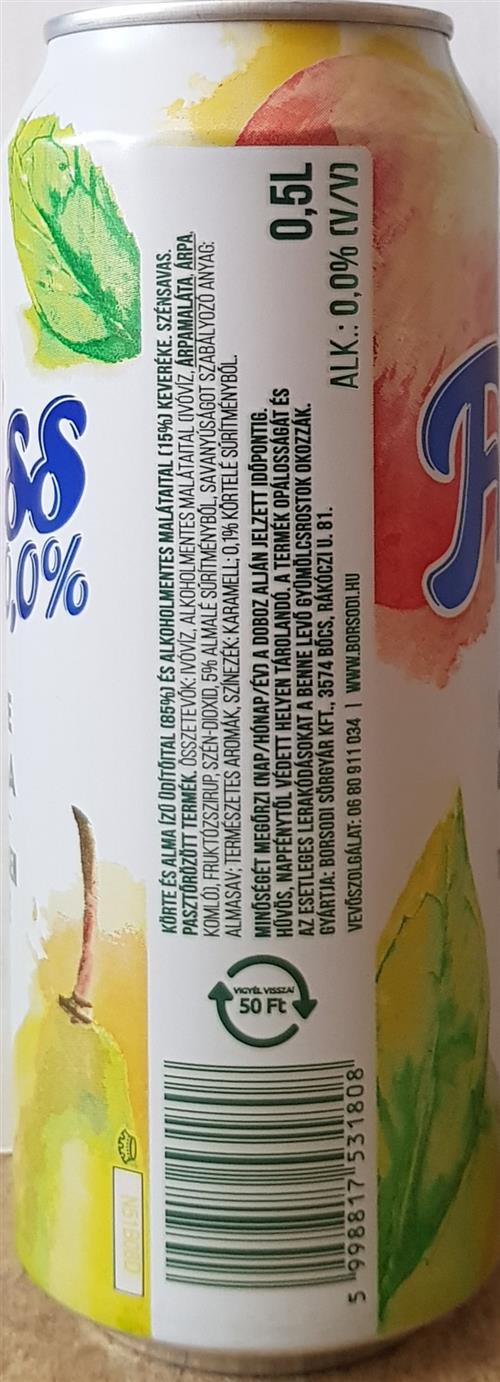 KÖRTE ÉS ALMA ÍZŰ ÜDÍTŐITAL (85%) ÉS ALKOHOLMENTES MALÁTAITAL (15%) KEVERÉKE. SZÉNSAVAS,
PASZTŐRÖZÖTT TERMÉK. ÖSSZETEVŐK: IVÓVÍZ, ALKOHOLMENTES MALÁTAITAL (IVÓVÍZ, ÁRPAMALÁTA, ÁRPA,
KOMLÓ), FRUKTÓZSZIRUP, SZÉN-DIOXID, 5% ALMALÉ SŰRÍTMÉNYBŐL, SAVANYÚSÁGOT SZABÁLYOZÓ ANYAG:
ALMASAV; TERMÉSZETES AROMÁK, SZÍNEZÉK: KARAMELL; 0,1% KÖRTELÉ SŰRÍTMÉNYBŐL.
MINŐSÉGÉT MEGŐRZI (NAP/HÓNAP/ÉV) A DOBOZ ALJÁN JELZETT IDŐPONTIG.
HŰVÖS, NAPFÉNYTŐL VÉDETT HELYEN TÁROLANDÓ. A TERMÉK OPÁLOSSÁGÁT ÉS
AZ ESETLEGES LERAKÓDÁSOKAT A BENNE LEVŐ GYÜMÖLCSROSTOK OKOZZÁK.
GYÁRTJA: BORSODI SÖRGYÁR KFT., 3574 BŐCS, RÁKÓCZI U. 81.
VEVŐSZOLGÁLAT: 06 80 911 034 | WWW.BORSODI.HU
0,5L
ALK.: 0,0% (V/V)
VIGYÉL VISSZA!
50 Ft
5 998817 531808
ss
0,0%